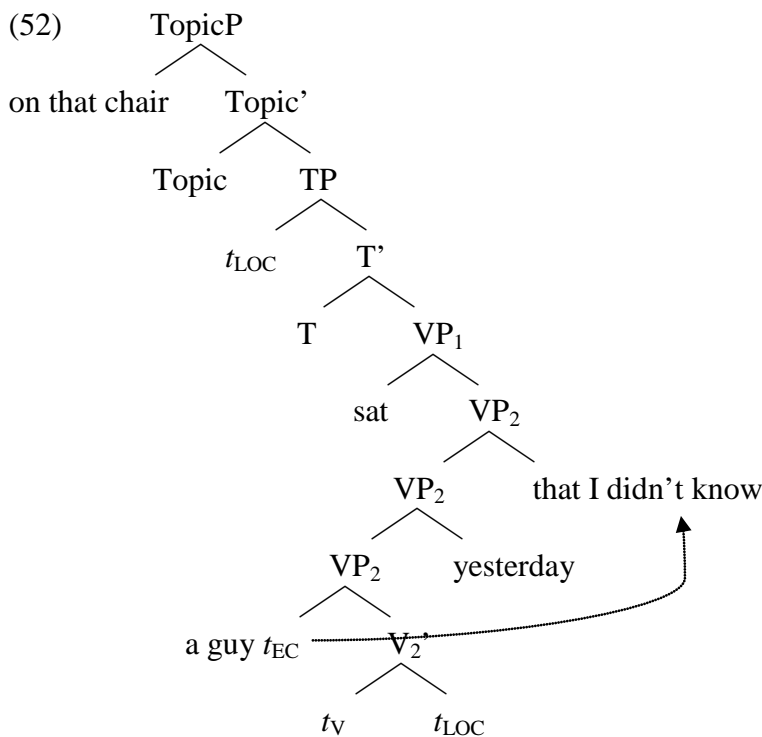 (52) TopicP
on that chair Topic’
Topic TP
tLOC T’
T VP1
sat VP2
VP2 that I didn’t know
VP2 yesterday
a guy tEC V2’
tV tLOC